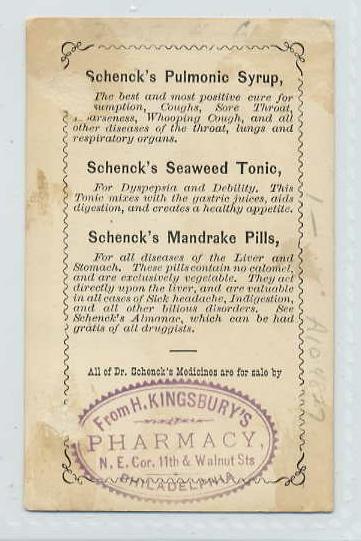 Schenck's Pulmonic Syrup,
The best and most positive cure for
sumption, Coughs, Sore Throat,
oarseness, Whooping Cough, and all
other diseases of the throat, lungs and
respiratory organs.
Schenck's Seaweed Tonic,
For Dyspepsia and Debility. This
Tonic mixes with the gastric juices, aids
digestion, and creates a healthy appetite.
Schenck's Mandrake Pills,
For all diseases of the Liver and
Stomach. These pills contain no calomel,
and are exclusively vegetable. They act
directly upon the liver, and are valuable
in all cases of Sick headache, Indigestion,
and all other bilious disorders. See
Schenck's Almanac, which can be had
gratis of all druggists.
All of Dr. Schenck's Medicines are for sale by
From H. KINGSBURY'S
PHARMACY,
N. E. Cor. 11th & Walnut Sts
PHILADELPHIA